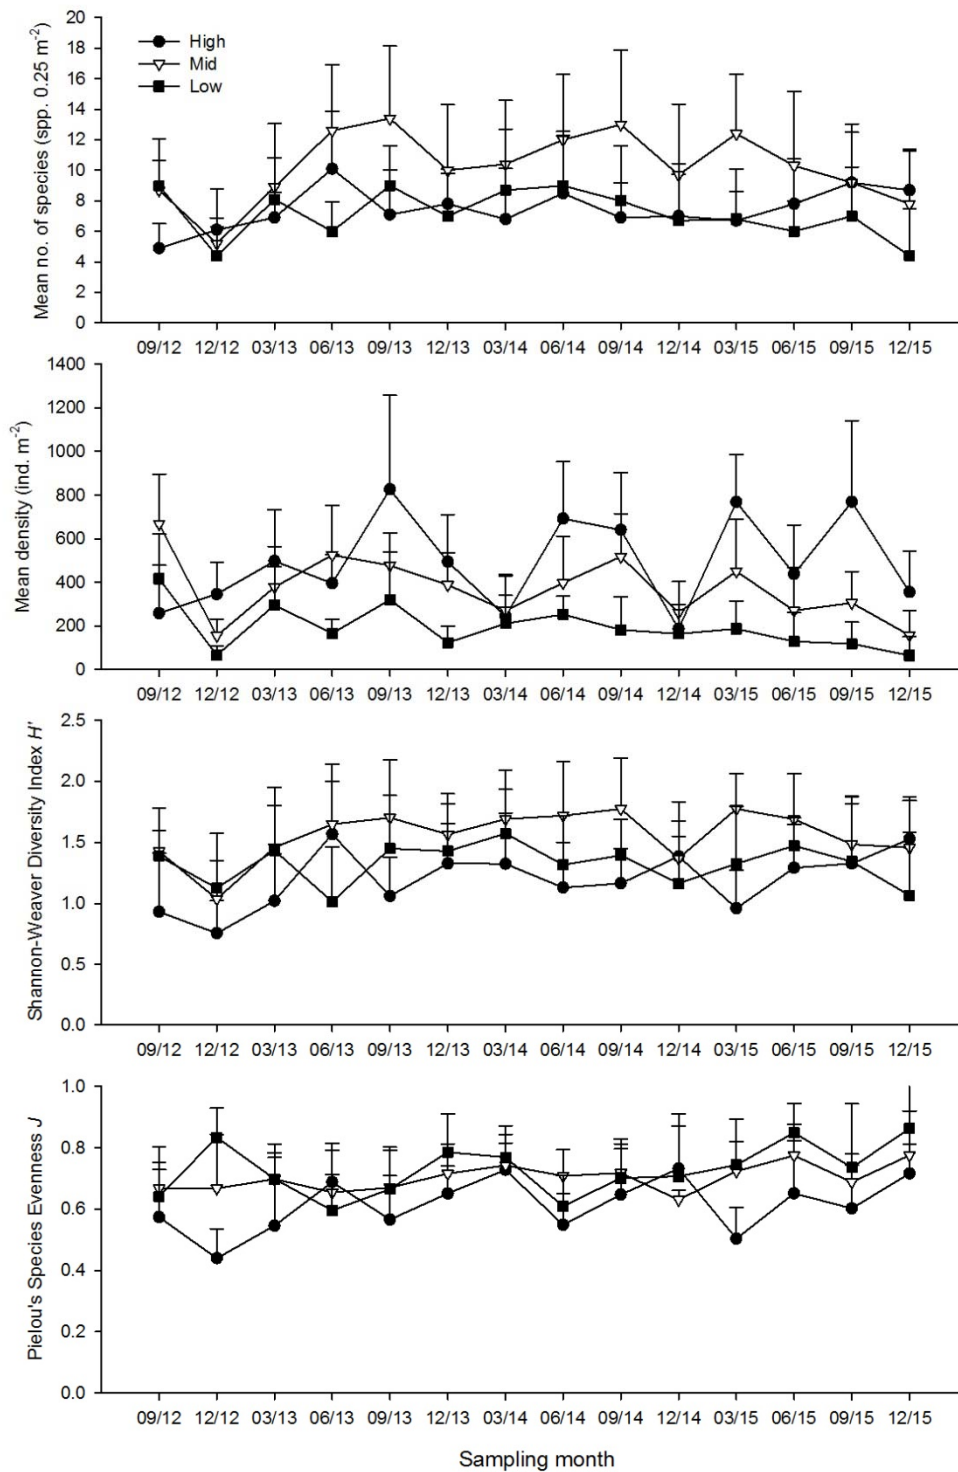 Mean no. of species (spp. 0.25 m-2)
20
18
16
14
12
10
8
6
4
2
0
High
Mid
Low
09/12 12/12 03/13 06/13 09/13 12/13 03/14 06/14 09/14 12/14 03/15 06/15 09/15 12/15
Mean density (ind. m-2)
1400
1200
1000
800
600
400
200
0
09/12 12/12 03/13 06/13 09/13 12/13 03/14 06/14 09/14 12/14 03/15 06/15 09/15 12/15
Shannon-Weaver Diversity Index H'
2.5
2.0
1.5
1.0
0.5
0.0
09/12 12/12 03/13 06/13 09/13 12/13 03/14 06/14 09/14 12/14 03/15 06/15 09/15 12/15
Pielou's Species Evenness J
1.0
0.8
0.6
0.4
0.2
0.0
09/12 12/12 03/13 06/13 09/13 12/13 03/14 06/14 09/14 12/14 03/15 06/15 09/15 12/15
Sampling month